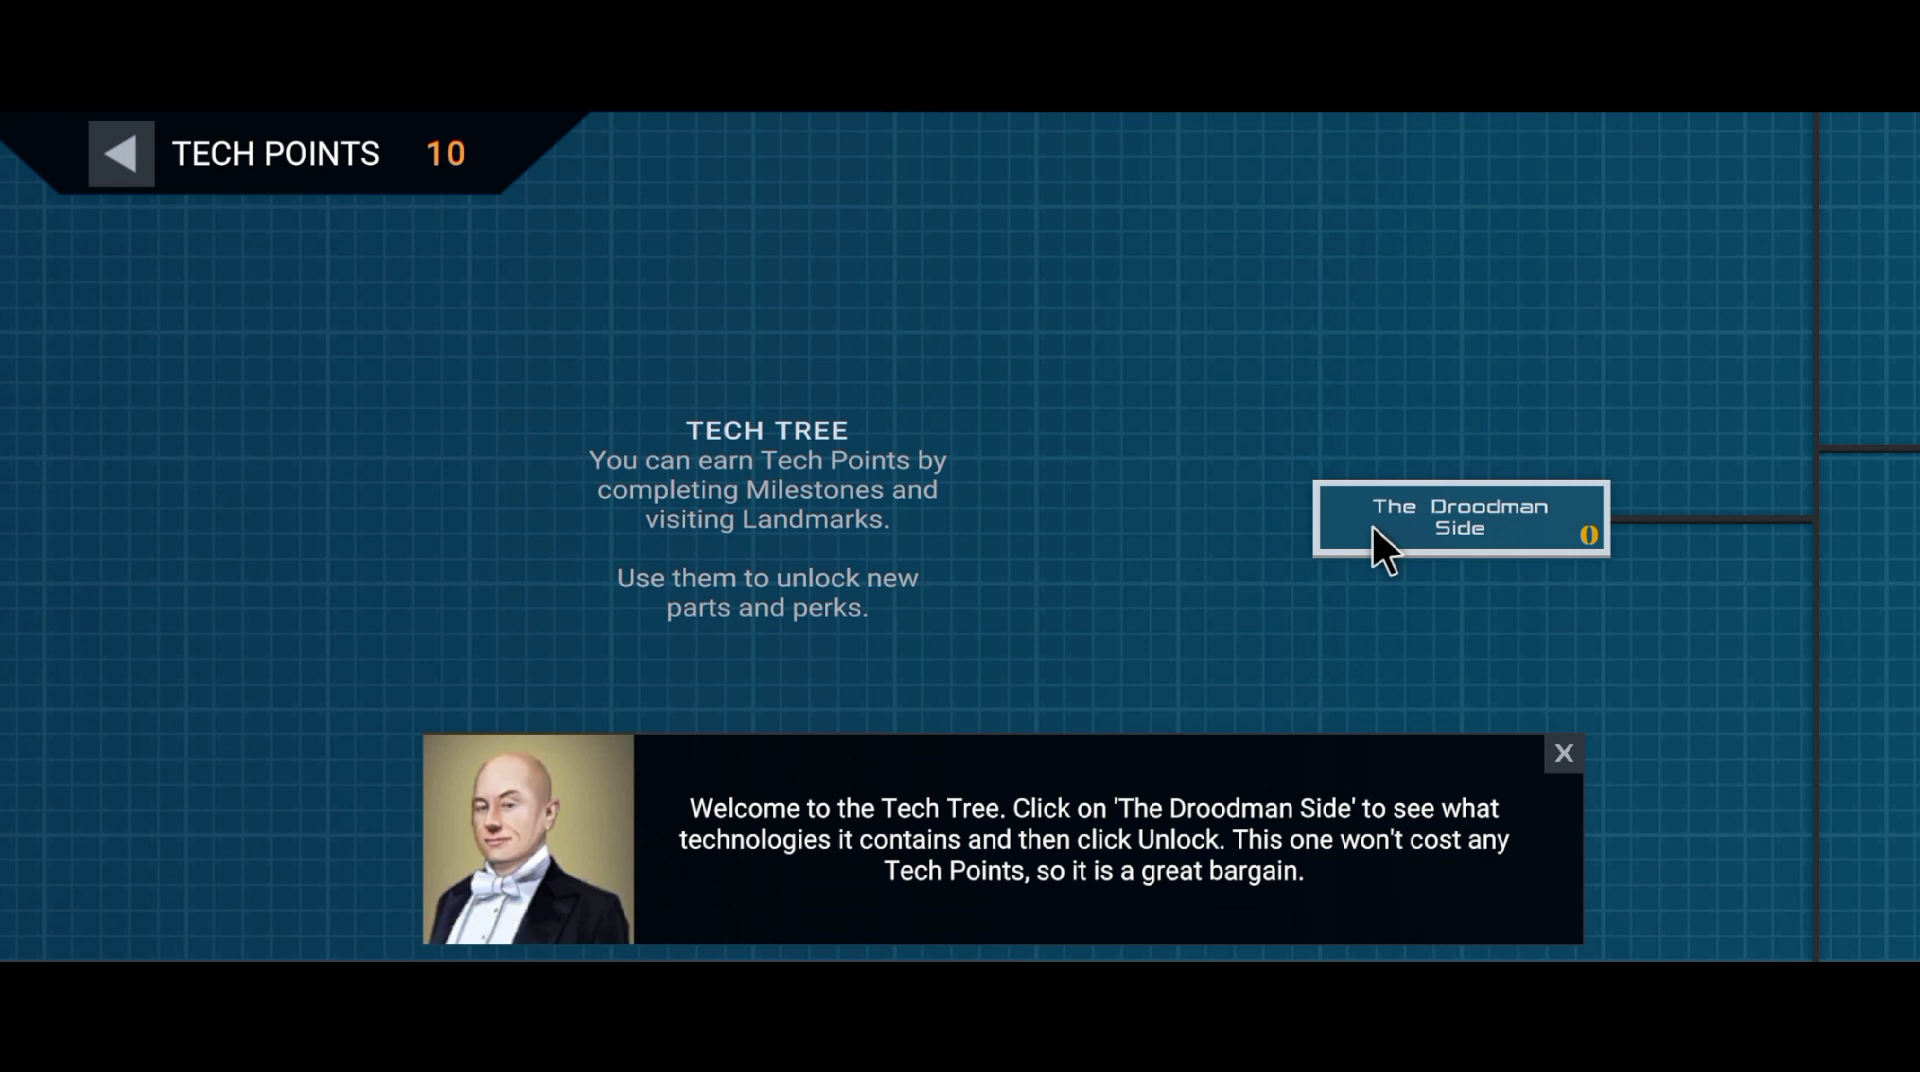 TECH POINTS 10
TECH TREE
You can earn Tech Points by
completing Milestones and
visiting Landmarks.
Use them to unlock new
parts and perks.
The Droodman
Side
0
X
Welcome to the Tech Tree. Click on 'The Droodman Side' to see what
technologies it contains and then click Unlock. This one won't cost any
Tech Points, so it is a great bargain.